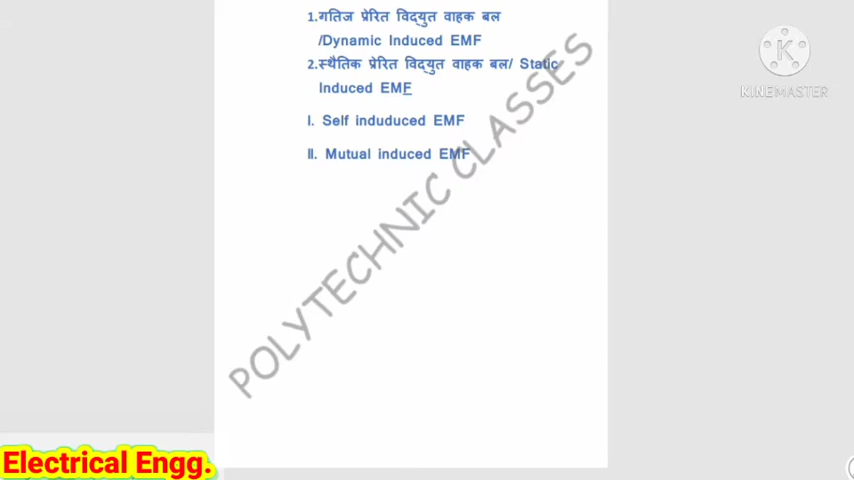 1.गतिज प्रेरित विद्युत वाहक बल
/Dynamic Induced EMF
2.स्थैतिक प्रेरित विद्युत वाहक बल/ Static
Induced EMF
I. Self induduced EMF
II. Mutual induced EMF
POLYTECHNIC CLASSES
K
KINEMASTER
Electrical Engg.